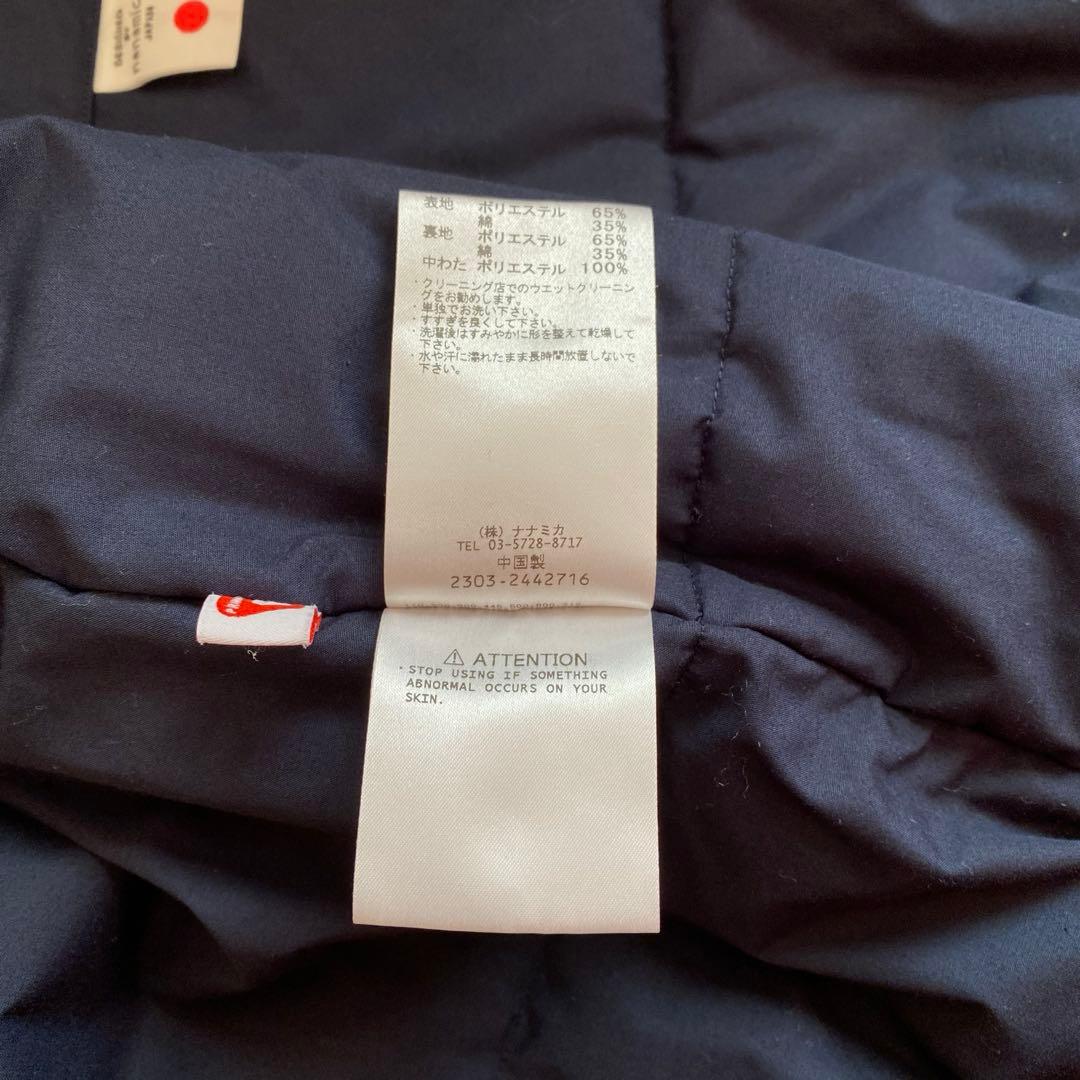 DESIGNED
BY
nanamica
JAPAN
表地 ポリエステル 65%
綿 35%
裏地 ポリエステル 65%
綿 35%
中わた ポリエステル 100%
・クリーニング店でのウエットクリーニン
グをお勧めします。
・単独でお洗い下さい。
・すすぎを良くして下さい。
・洗濯後はすみやかに形を整えて乾燥して
下さい。
・水や汗に濡れたまま長時間放置しないで
下さい。
(株) ナナミカ
TEL 03-5728-8717
中国製
2303-2442716
⚠ ATTENTION
・STOP USING IF SOMETHING
ABNORMAL OCCURS ON YOUR
SKIN.